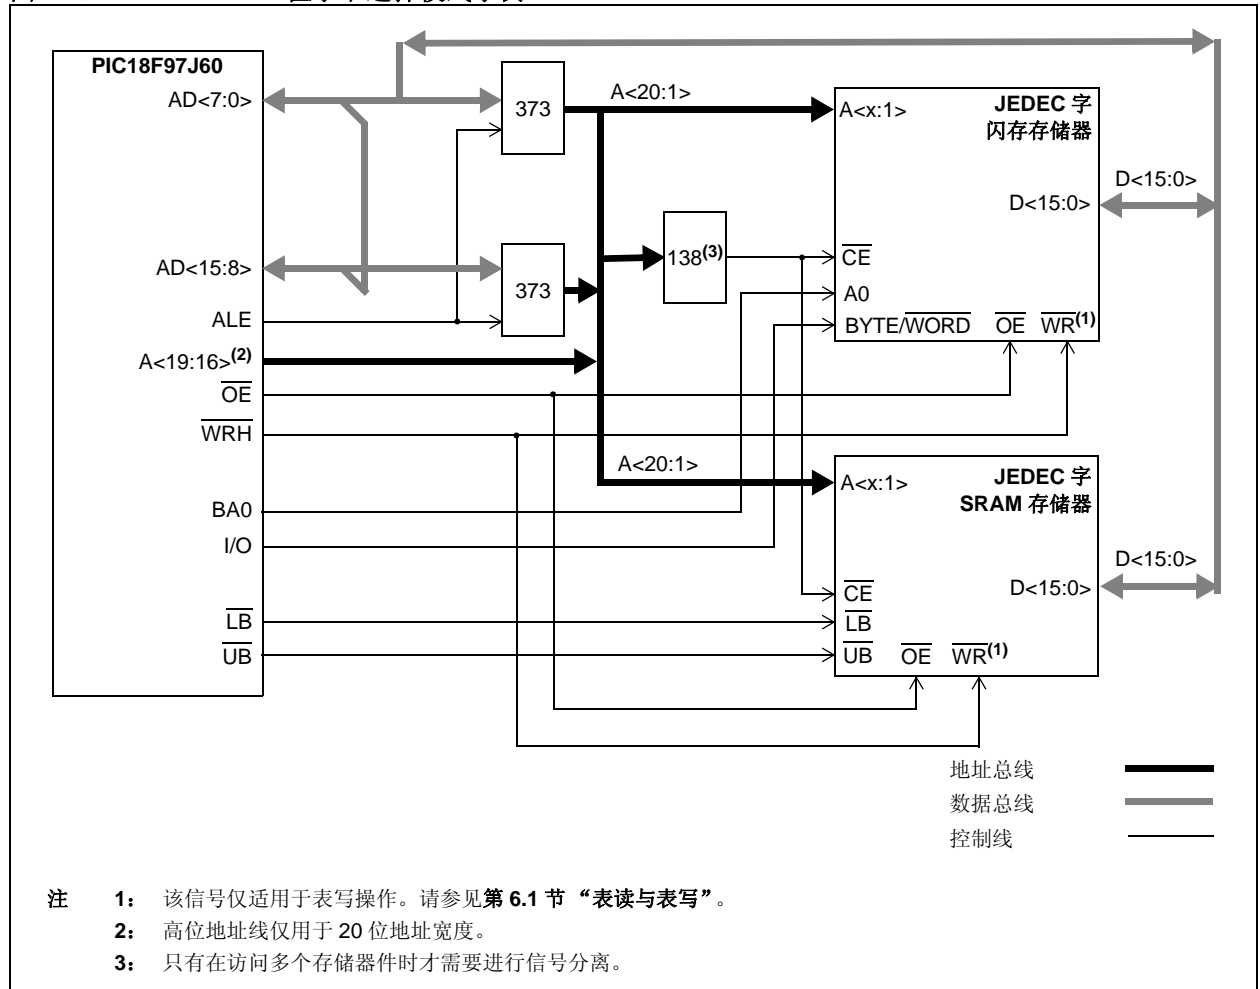 PIC18F97J60
AD<7:0>
373
A<20:1>
A<x:1>
JEDEC 字
闪存存储器
D<15:0>
D<15:0>
138(3)
CE
AD<15:8>
373
A0
ALE
BYTE/WORD OE WR(1)
A<19:16>(2)
OE
WRH
A<20:1>
A<x:1>
JEDEC 字
SRAM 存储器
BA0
I/O
D<15:0>
D<15:0>
CE
LB
LB
UB
UB OE WR(1)
地址总线
数据总线
控制线
注 1: 该信号仅适用于表写操作。请参见第 6.1 节 “表读与表写”。
2: 高位地址线仅用于 20 位地址宽度。
3: 只有在访问多个存储器件时才需要进行信号分离。